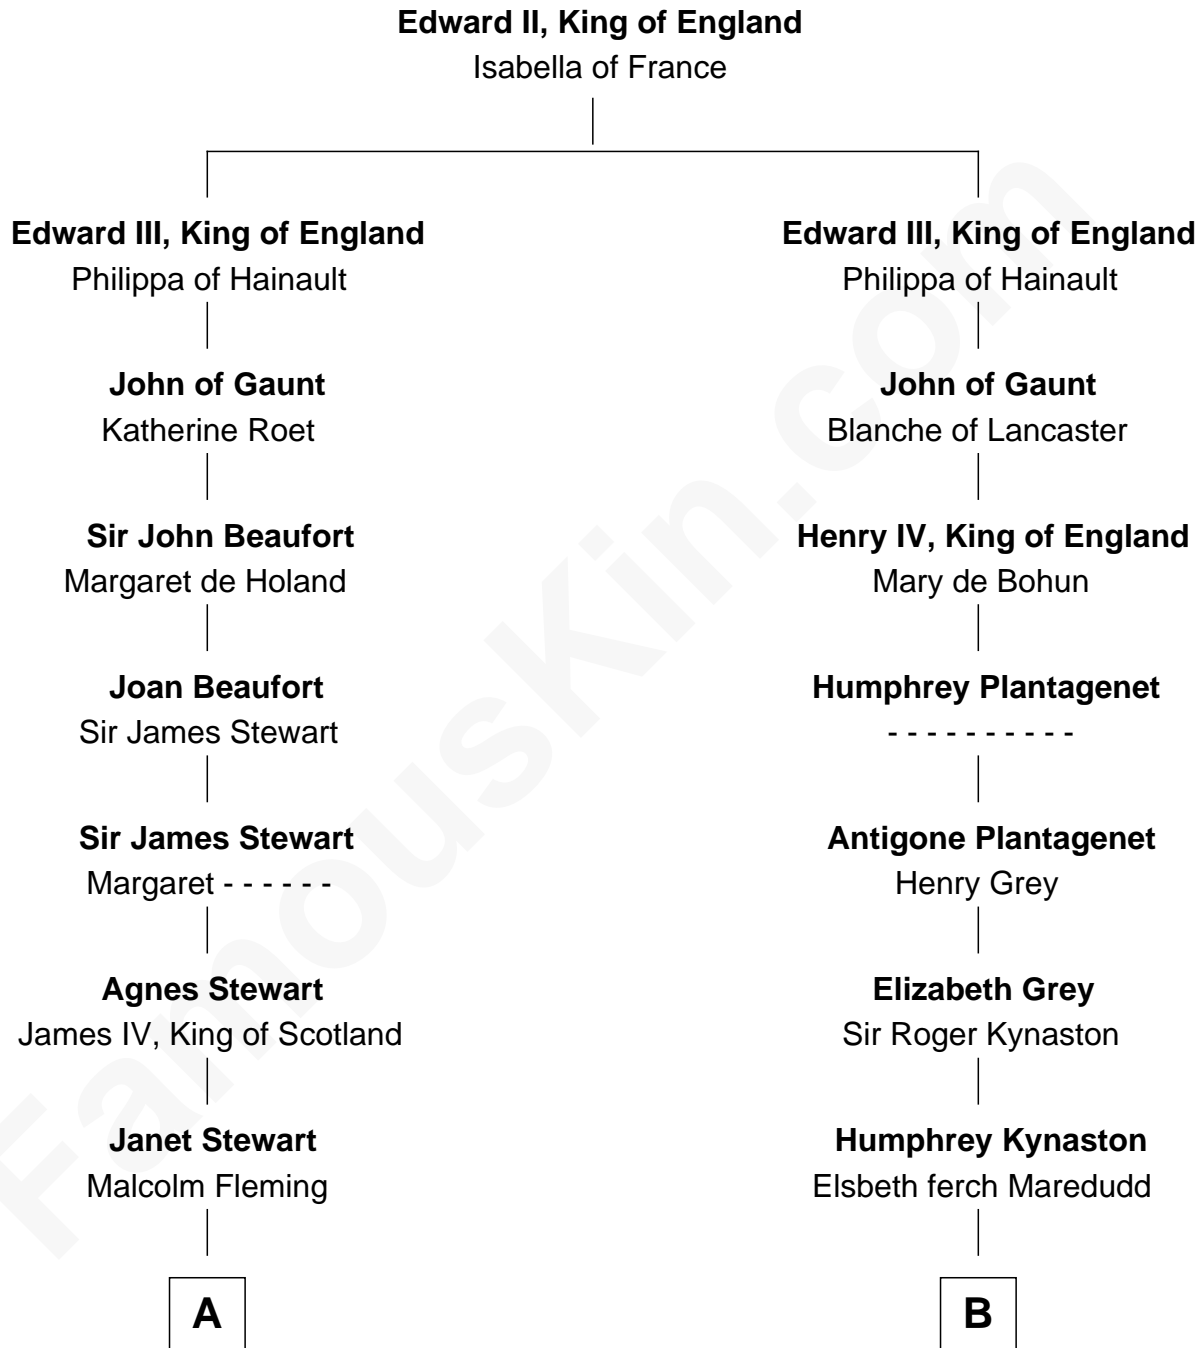 Edward II, King of England
Isabella of France
Edward III, King of England
Philippa of Hainault
John of Gaunt
Katherine Roet
Sir John Beaufort
Margaret de Holand
Joan Beaufort
Sir James Stewart
Sir James Stewart
Margaret - - - - - -
Agnes Stewart
James IV, King of Scotland
Janet Stewart
Malcolm Fleming
A
Edward III, King of England
Philippa of Hainault
John of Gaunt
Blanche of Lancaster
Henry IV, King of England
Mary de Bohun
Humphrey Plantagenet
- - - - - - - - - -
Antigone Plantagenet
Henry Grey
Elizabeth Grey
Sir Roger Kynaston
Humphrey Kynaston
Elsbeth ferch Maredudd
B
FamousKin.com